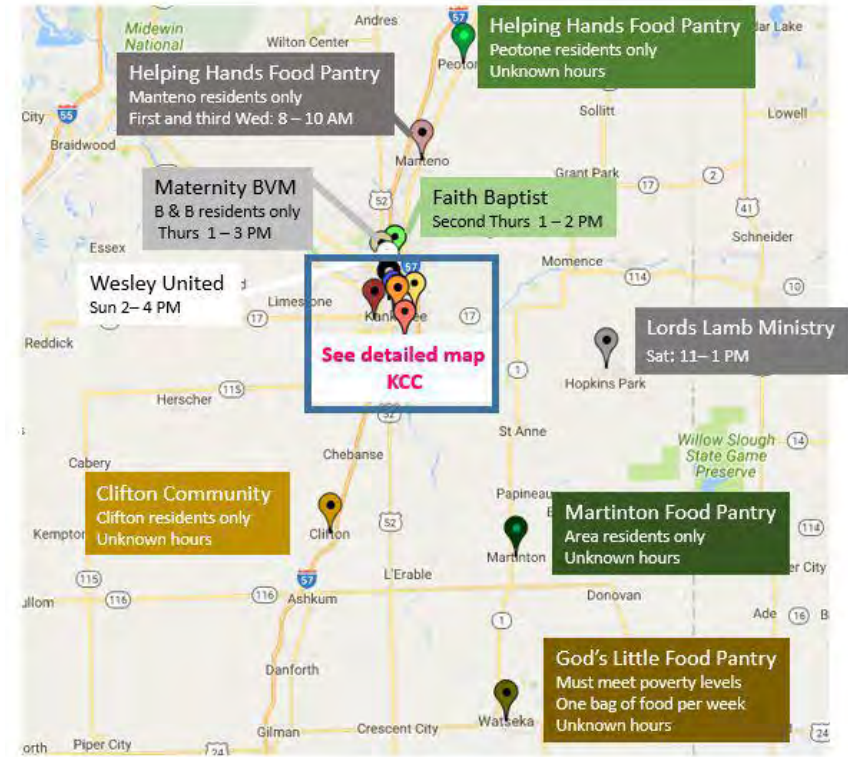 Midewin
National
Andres
57
Wilton Center
Helping Hands Food Pantry
Peotone residents only
Unknown hours
Lake
Helping Hands Food Pantry
Manteno residents only
First and third Wed: 8 – 10 AM
City
55
Braidwood
Manteno
Sollitt
Lowell
Grant Park
17
2
52
41
Maternity BVM
B & B residents only
Thurs 1 – 3 PM
Faith Baptist
Second Thurs 1 – 2 PM
Essex
Schneider
57
Momence
114
10
Wesley United
Sun 2– 4 PM
Limestone
17
17
Reddick
See detailed map
KCC
Lords Lamb Ministry
Sat: 11– 1 PM
Hopkins Park
1
115
Herscher
52
St Anne
Chebanse
Willow Slough
State Game
Preserve
14
Cabery
Clifton Community
Clifton residents only
Unknown hours
Papineau
Martinton Food Pantry
Area residents only
Unknown hours
Kempton
Clifton
52
114
Martinton
115
57
L'Erable
116
116
Ashkum
Donovan
Ade
16
B
1
God's Little Food Pantry
Must meet poverty levels
One bag of food per week
Unknown hours
Danforth
Watseka
Gilman
Crescent City
24
Piper City
24
24